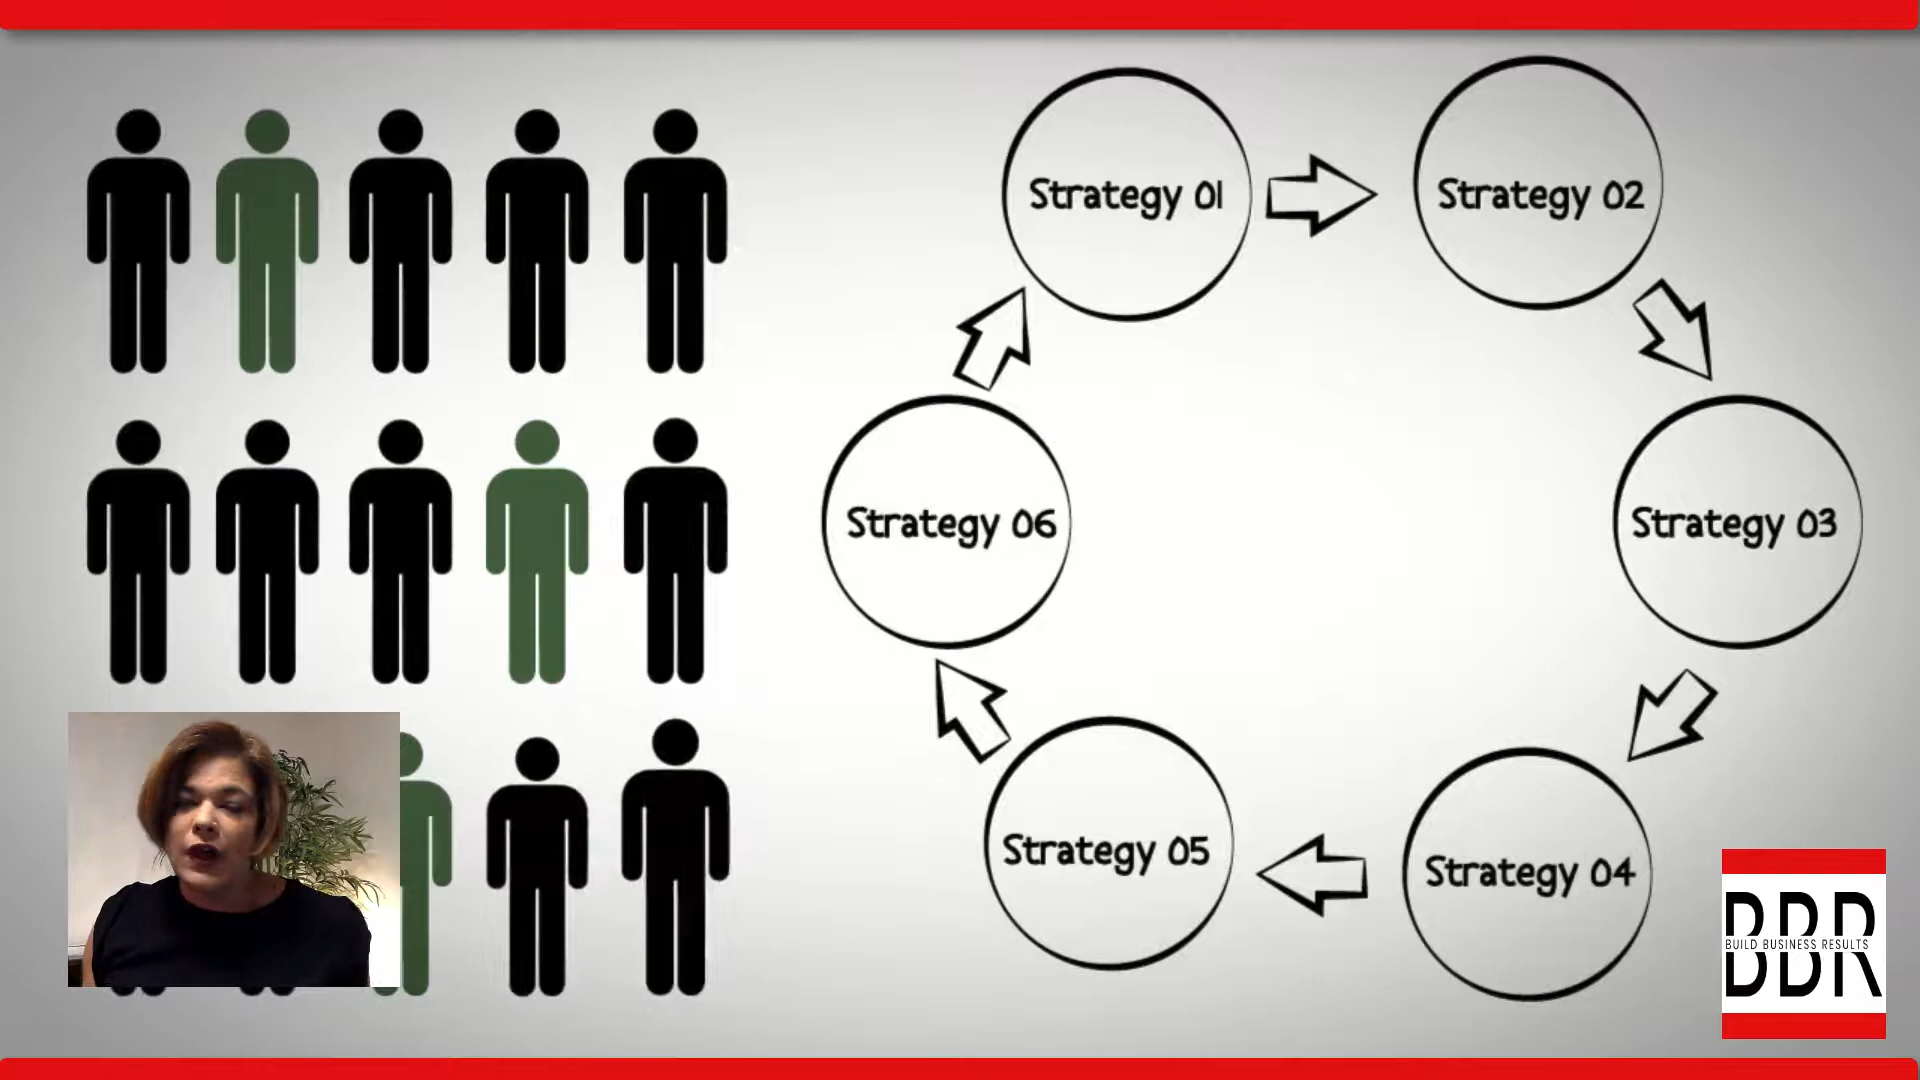 Strategy 01
Strategy 02
Strategy 03
Strategy 04
Strategy 05
Strategy 06
BBR
BUILD BUSINESS RESULTS